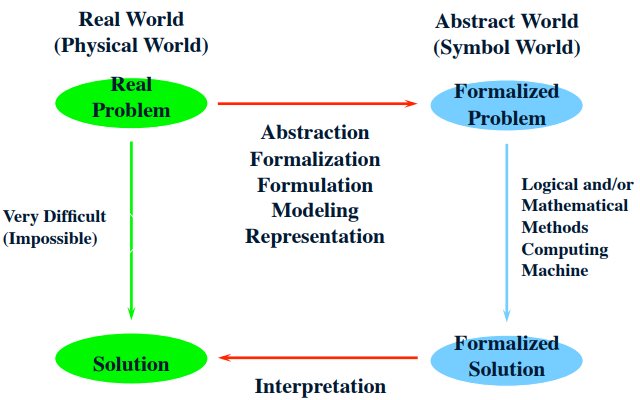 Real World
(Physical World)
Abstract World
(Symbol World)
Real
Problem
Formalized
Problem
Abstraction
Formalization
Formulation
Modeling
Representation
Very Difficult
(Impossible)
Logical and/or
Mathematical
Methods
Computing
Machine
Solution
Formalized
Solution
Interpretation